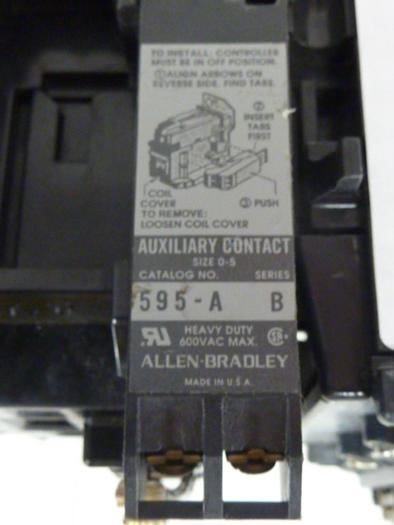 TO INSTALL: CONTROLLER
MUST BE IN OFF POSITION.
①ALIGN ARROWS ON
REVERSE SIDE, FIND TABS.
②
INSERT
TABS
FIRST
COIL
COVER
③ PUSH
TO REMOVE:
LOOSEN COIL COVER
AUXILIARY CONTACT
SIZE 0-5
CATALOG NO. SERIES
595-A B
HEAVY DUTY
600VAC MAX.
ALLEN-BRADLEY
MADE IN U.S.A.